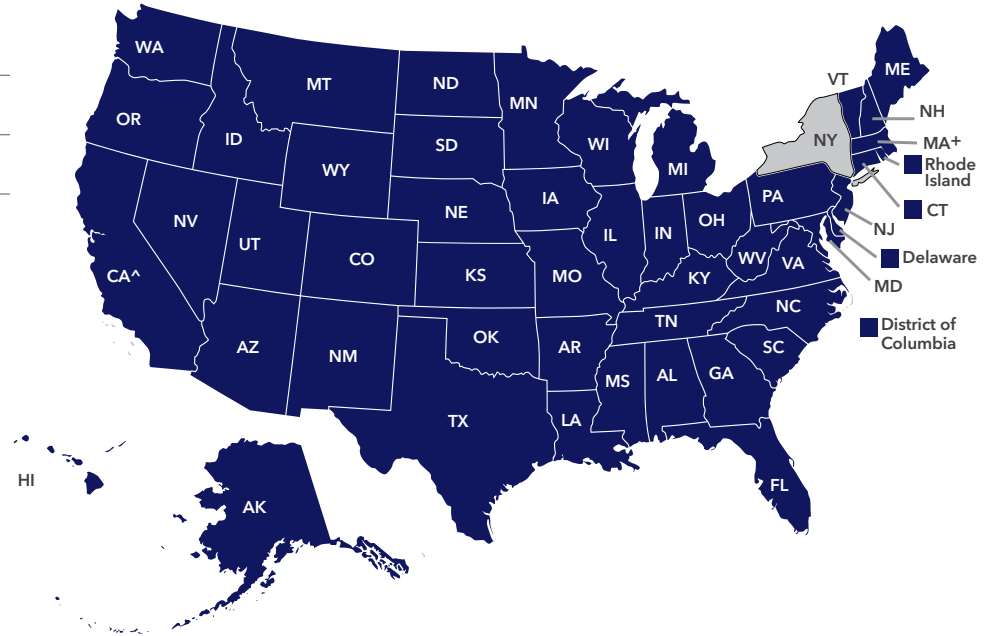 WA
MT
ND
MN
VT
ME
OR
ID
SD
WI
NH
NY
MA+
WY
MI
Rhode
Island
IA
PA
NE
CT
NV
UT
CO
IL
IN
OH
NJ
CA^
KS
MO
WV
VA
Delaware
KY
MD
NC
TN
District of
Columbia
AZ
NM
OK
AR
SC
MS
AL
GA
TX
LA
HI
AK
FL